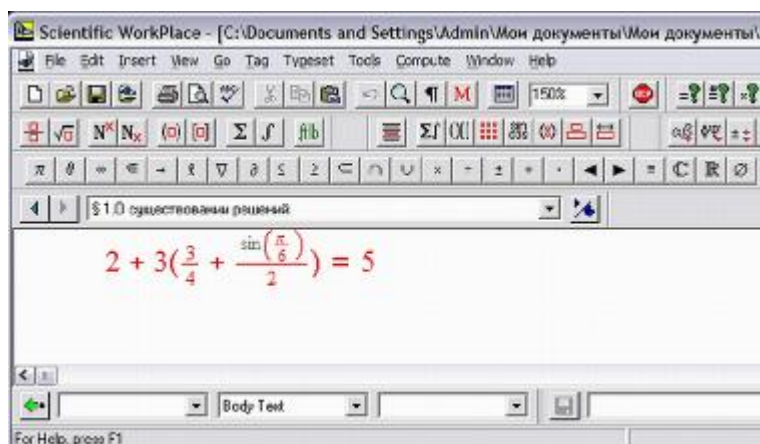 Scientific WorkPlace - [C:\Documents and Settings\Admin\Мои документы\Мои документы\
File Edit Insert View Go Tag Typeset Tools Compute Window Help
150%
§ 1.О существовании решений
2 + 3(3/4 + sin(π/6)/2) = 5
Body Text
For Help, press F1